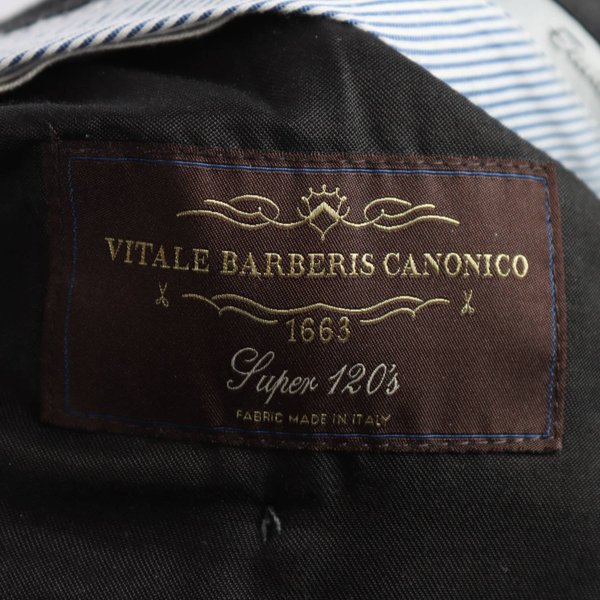 VITALE BARBERIS CANONICO
1663
Super 120's
FABRIC MADE IN ITALY